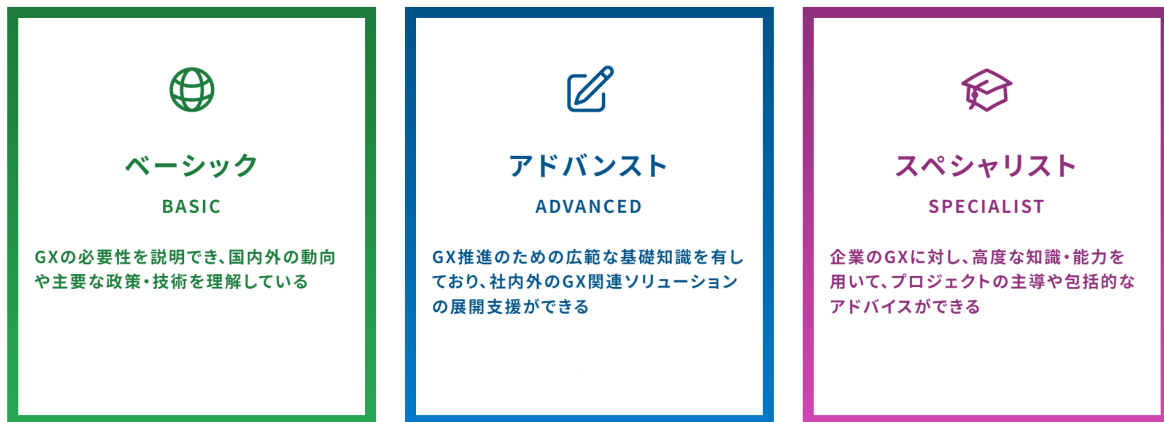 ベーシック
BASIC
GXの必要性を説明でき、国内外の動向
や主要な政策・技術を理解している
アドバンスト
ADVANCED
GX推進のための広範な基礎知識を有し
ており、社内外のGX関連ソリューション
の展開支援ができる
スペシャリスト
SPECIALIST
企業のGXに対し、高度な知識・能力を
用いて、プロジェクトの主導や包括的な
アドバイスができる